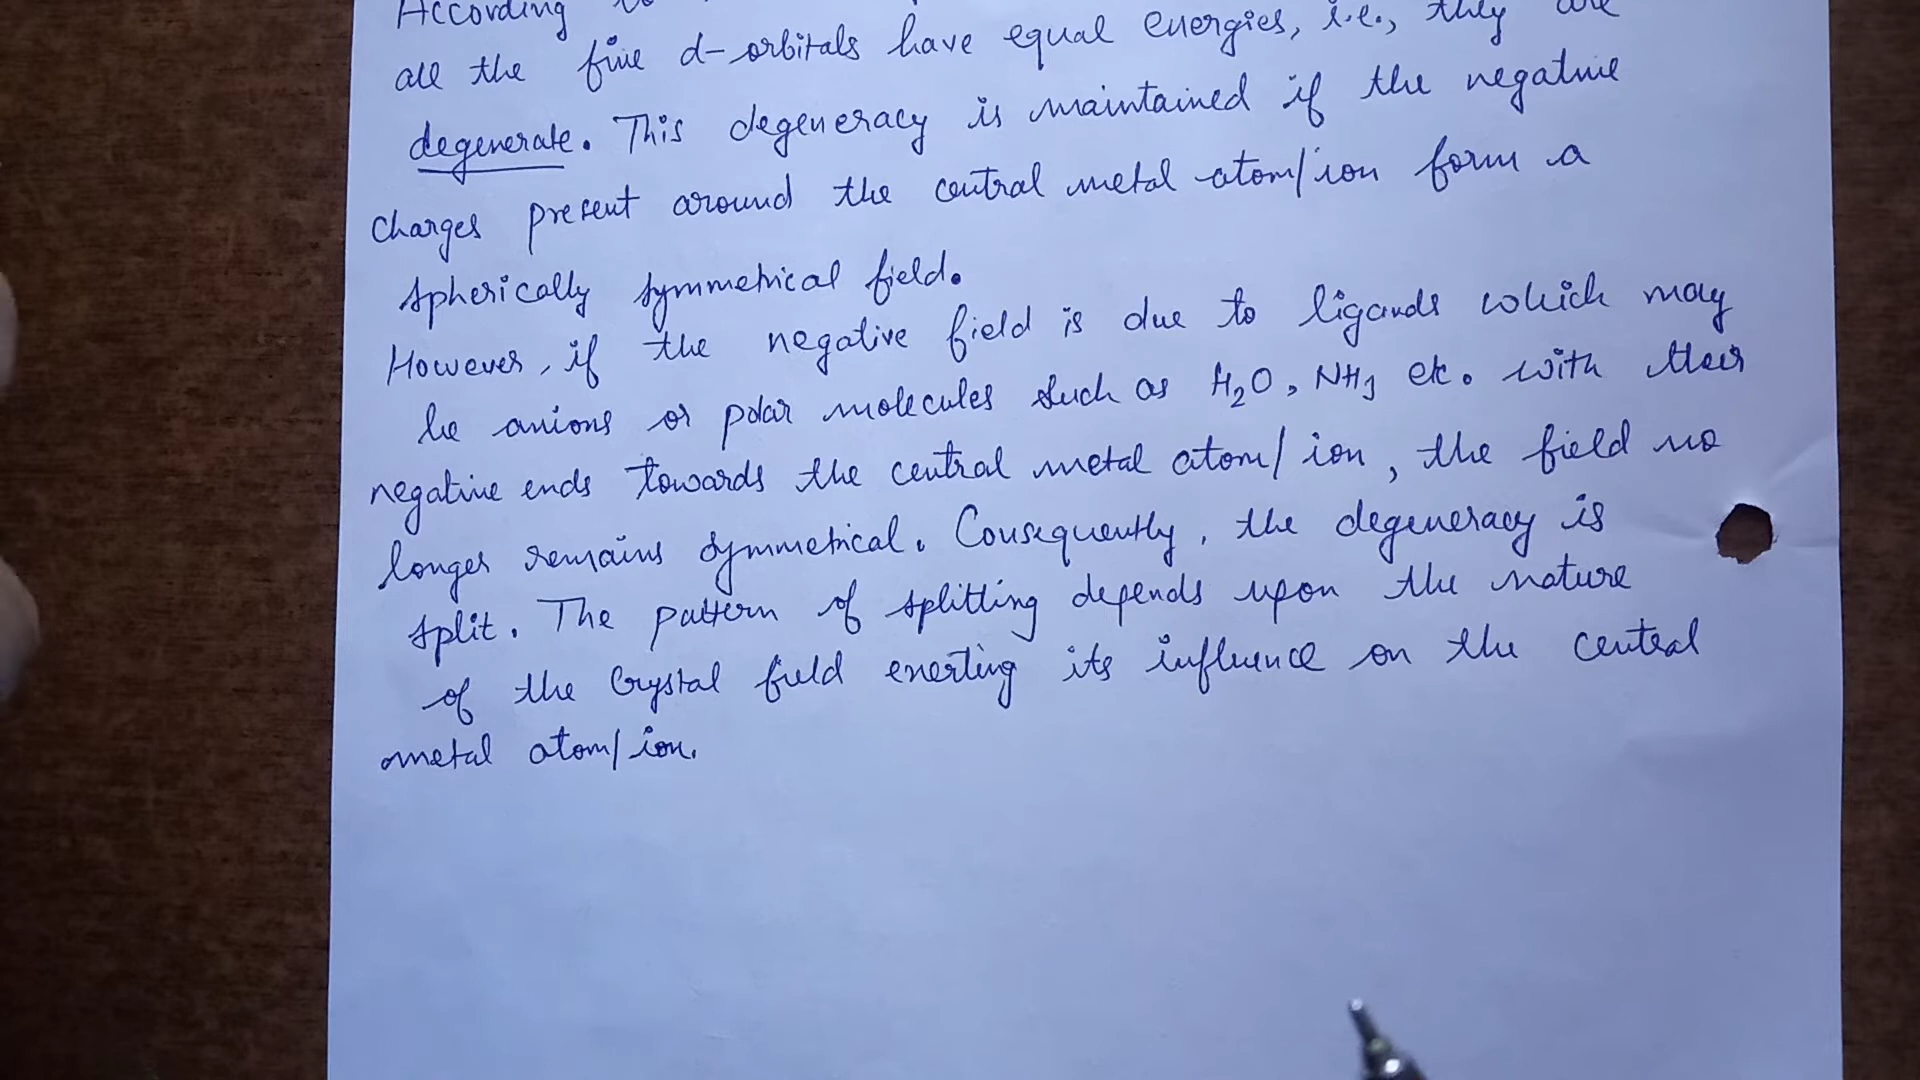 According to
all the five d-orbitals have equal energies, i.e., they are
degenerate. This degeneracy is maintained if the negative
charges present around the central metal atom/ion form a
spherically symmetrical field.
However, if the negative field is due to ligands which may
be anions or polar molecules such as H₂O, NH₃ etc. with their
negative ends towards the central metal atom/ion, the field no
longer remains symmetrical. Consequently, the degeneracy is
split. The pattern of splitting depends upon the nature
of the Crystal field exerting its influence on the central
metal atom/ion.